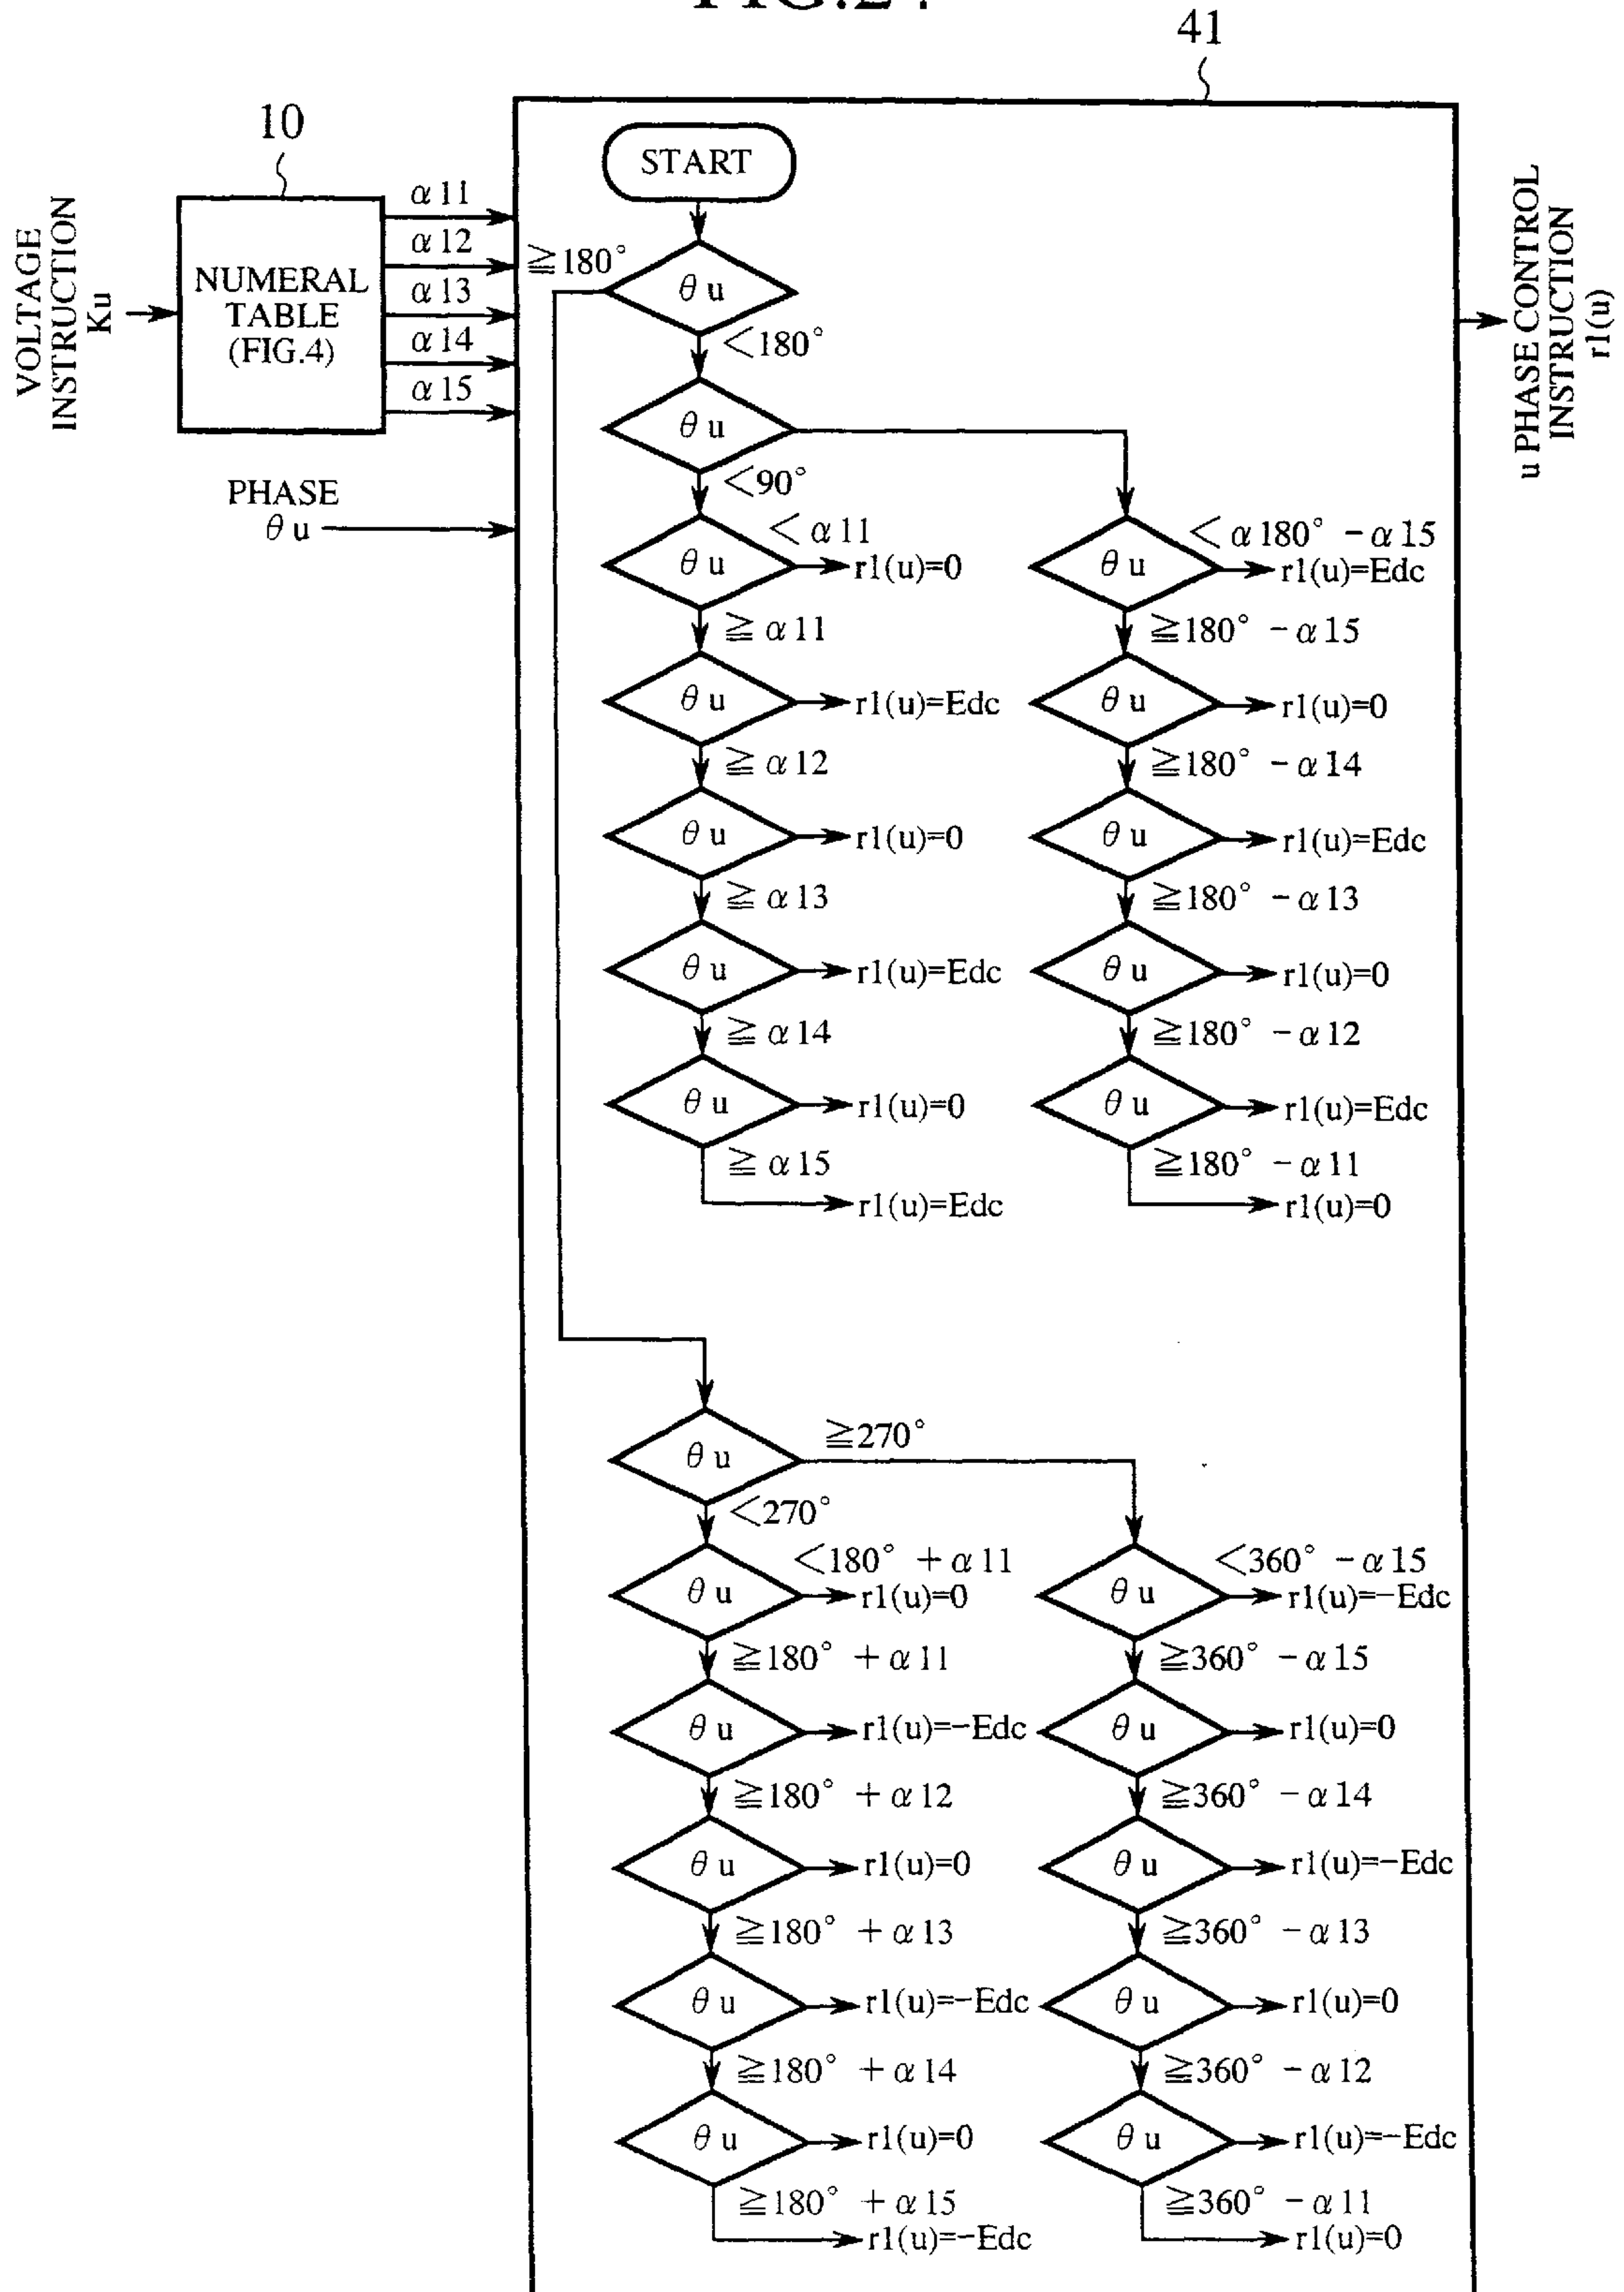 41
10
VOLTAGE
INSTRUCTION
Ku
NUMERAL
TABLE
(FIG.4)
α11
α12
α13
α14
α15
PHASE
θu
u PHASE CONTROL
INSTRUCTION
r1(u)
START
≧180°
θu
<180°
θu
<90°
<α11
θu
r1(u)=0
≧α11
θu
r1(u)=Edc
≧α12
θu
r1(u)=0
≧α13
θu
r1(u)=Edc
≧α14
θu
r1(u)=0
≧α15
r1(u)=Edc
<α180° −α15
θu
r1(u)=Edc
≧180° −α15
θu
r1(u)=0
≧180° −α14
θu
r1(u)=Edc
≧180° −α13
θu
r1(u)=0
≧180° −α12
θu
r1(u)=Edc
≧180° −α11
r1(u)=0
θu
≧270°
<270°
<180° +α11
θu
r1(u)=0
≧180° +α11
θu
r1(u)=−Edc
≧180° +α12
θu
r1(u)=0
≧180° +α13
θu
r1(u)=−Edc
≧180° +α14
θu
r1(u)=0
≧180° +α15
r1(u)=−Edc
<360° −α15
θu
r1(u)=−Edc
≧360° −α15
θu
r1(u)=0
≧360° −α14
θu
r1(u)=−Edc
≧360° −α13
θu
r1(u)=0
≧360° −α12
θu
r1(u)=−Edc
≧360° −α11
r1(u)=0